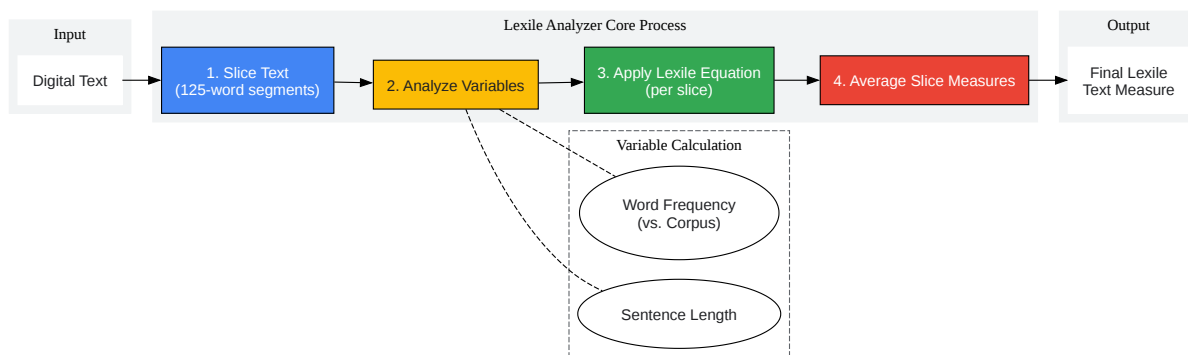 Lexile Analyzer Core Process
Input
Output
Digital Text
1. Slice Text
(125-word segments)
2. Analyze Variables
3. Apply Lexile Equation
(per slice)
4. Average Slice Measures
Final Lexile
Text Measure
Variable Calculation
Word Frequency
(vs. Corpus)
Sentence Length